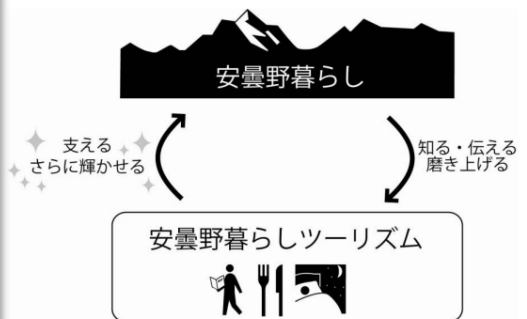 安曇野暮らし
支える
さらに輝かせる
知る・伝える
磨き上げる
安曇野暮らしツーリズム